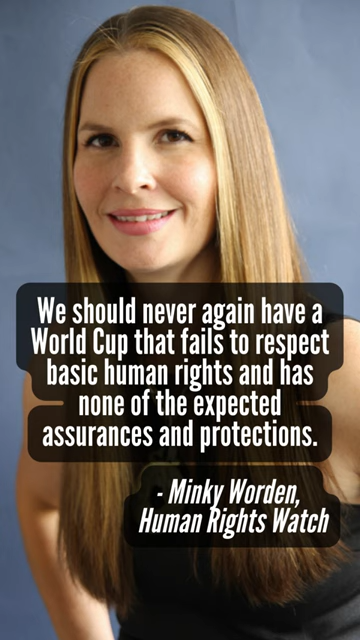 We should never again have a
World Cup that fails to respect
basic human rights and has
none of the expected
assurances and protections.
- Minky Worden,
Human Rights Watch